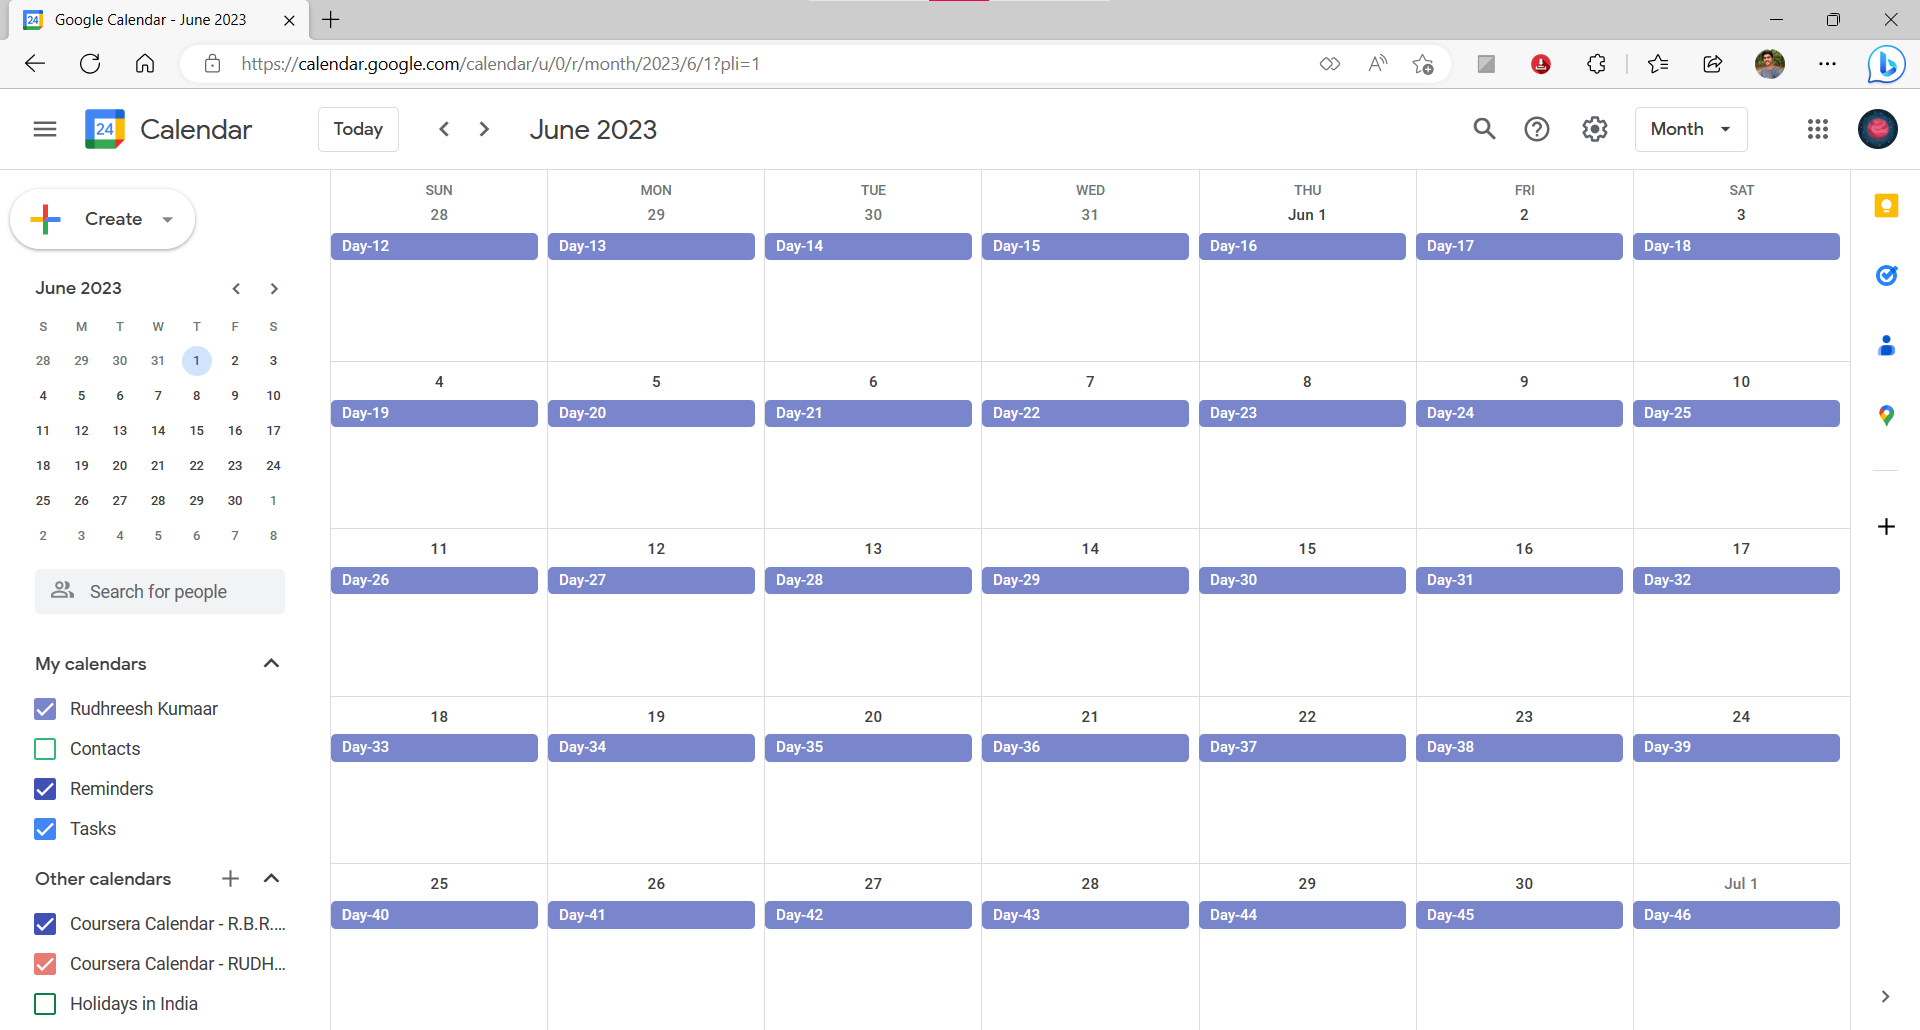 Google Calendar - June 2023
https://calendar.google.com/calendar/u/0/r/month/2023/6/1?pli=1
24 Calendar Today June 2023 Month
Create
June 2023
S M T W T F S
28 29 30 31 1 2 3
4 5 6 7 8 9 10
11 12 13 14 15 16 17
18 19 20 21 22 23 24
25 26 27 28 29 30 1
2 3 4 5 6 7 8
Search for people
My calendars
Rudhreesh Kumaar
Contacts
Reminders
Tasks
Other calendars
Coursera Calendar - R.B.R....
Coursera Calendar - RUDH...
Holidays in India
SUN MON TUE WED THU FRI SAT
28 29 30 31 Jun 1 2 3
Day-12 Day-13 Day-14 Day-15 Day-16 Day-17 Day-18
4 5 6 7 8 9 10
Day-19 Day-20 Day-21 Day-22 Day-23 Day-24 Day-25
11 12 13 14 15 16 17
Day-26 Day-27 Day-28 Day-29 Day-30 Day-31 Day-32
18 19 20 21 22 23 24
Day-33 Day-34 Day-35 Day-36 Day-37 Day-38 Day-39
25 26 27 28 29 30 Jul 1
Day-40 Day-41 Day-42 Day-43 Day-44 Day-45 Day-46